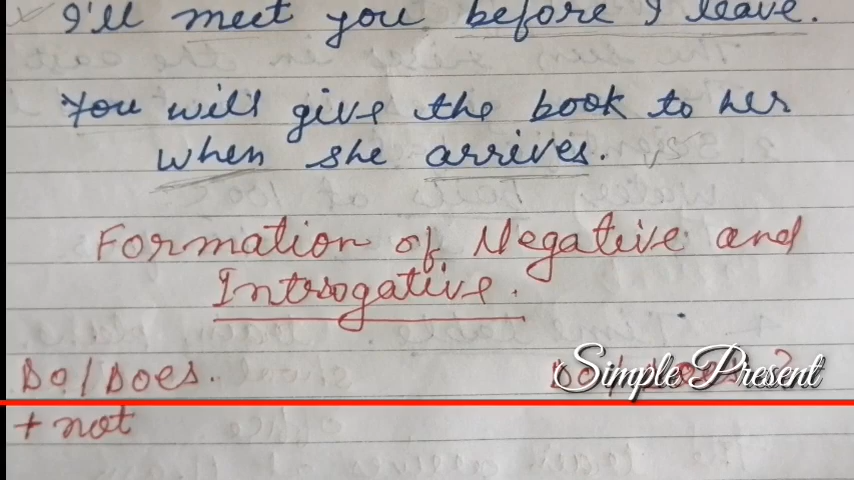 I'll meet you before I leave.
You will give the book to her
when she arrives.
Formation of Negative and
Introgative.
Do/Does.
Simple Present
+ not